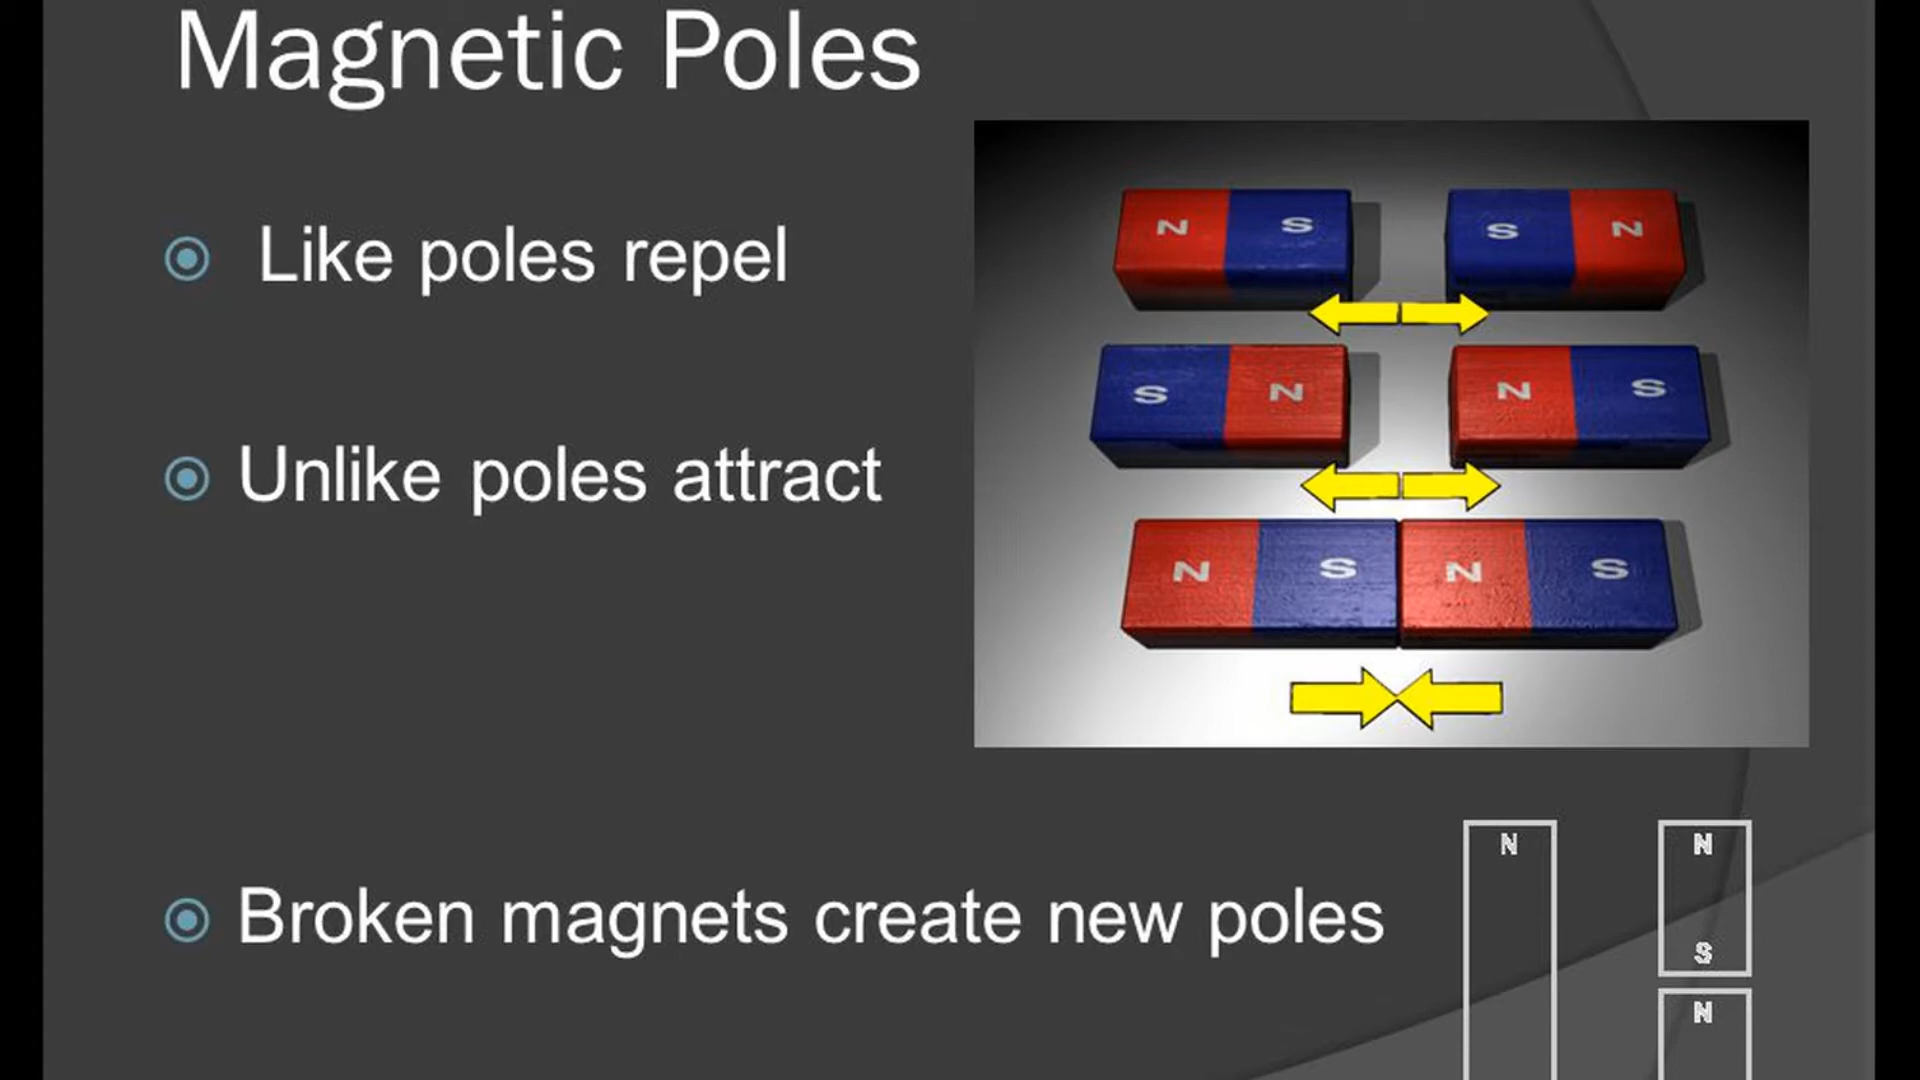 Magnetic Poles
Like poles repel
Unlike poles attract
N S S N
S N N S
N S N S
Broken magnets create new poles
N N
S
N